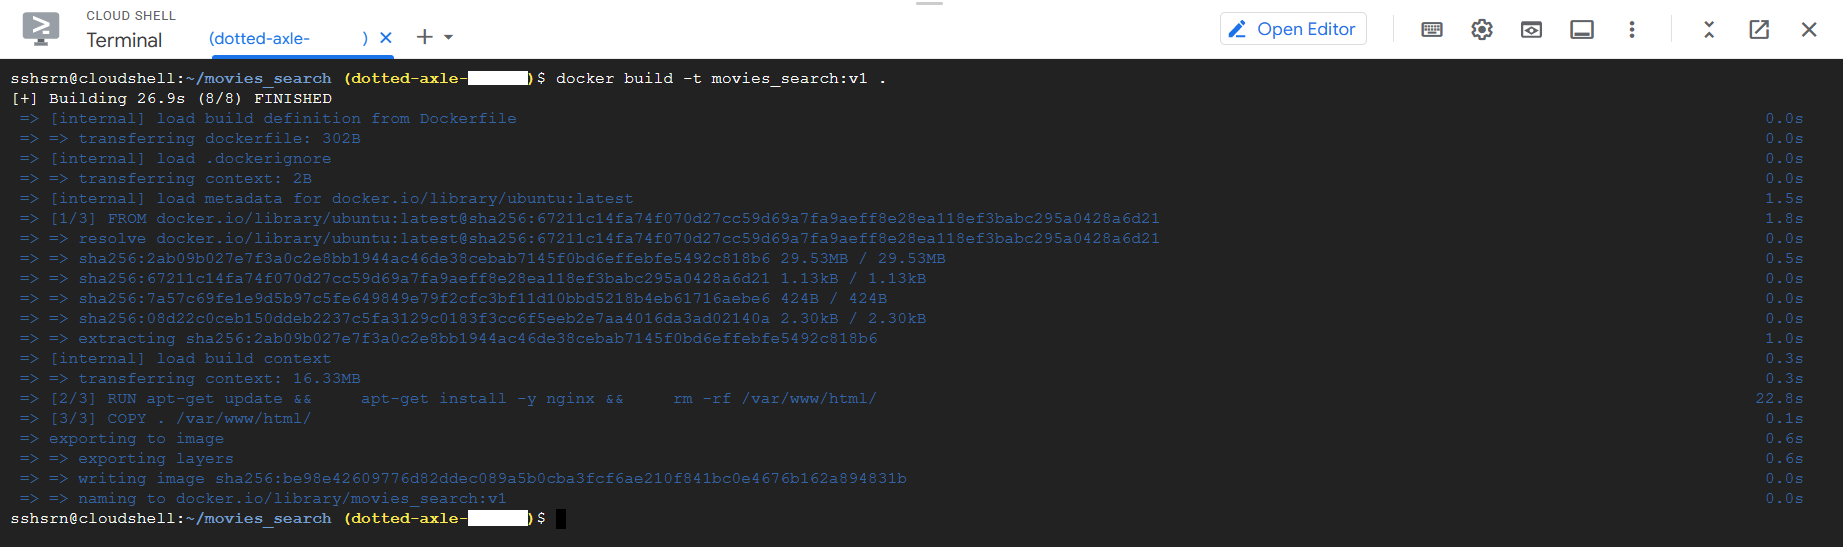 CLOUD SHELL
Terminal
(dotted-axle- )
Open Editor
sshsrn@cloudshell:~/movies_search (dotted-axle- )$ docker build -t movies_search:v1 .
[+] Building 26.9s (8/8) FINISHED
=> [internal] load build definition from Dockerfile 0.0s
=> => transferring dockerfile: 302B 0.0s
=> [internal] load .dockerignore 0.0s
=> => transferring context: 2B 0.0s
=> [internal] load metadata for docker.io/library/ubuntu:latest 1.5s
=> [1/3] FROM docker.io/library/ubuntu:latest@sha256:67211c14fa74f070d27cc59d69a7fa9aeff8e28ea118ef3babc295a0428a6d21 1.8s
=> => resolve docker.io/library/ubuntu:latest@sha256:67211c14fa74f070d27cc59d69a7fa9aeff8e28ea118ef3babc295a0428a6d21 0.0s
=> => sha256:2ab09b027e7f3a0c2e8bb1944ac46de38cebab7145f0bd6effebfe5492c818b6 29.53MB / 29.53MB 0.5s
=> => sha256:67211c14fa74f070d27cc59d69a7fa9aeff8e28ea118ef3babc295a0428a6d21 1.13kB / 1.13kB 0.0s
=> => sha256:7a57c69fe1e9d5b97c5fe649849e79f2cfc3bf11d10bbd5218b4eb61716aebe6 424B / 424B 0.0s
=> => sha256:08d22c0ceb150ddeb2237c5fa3129c0183f3cc6f5eeb2e7aa4016da3ad02140a 2.30kB / 2.30kB 0.0s
=> => extracting sha256:2ab09b027e7f3a0c2e8bb1944ac46de38cebab7145f0bd6effebfe5492c818b6 1.0s
=> [internal] load build context 0.3s
=> => transferring context: 16.33MB 0.3s
=> [2/3] RUN apt-get update &&     apt-get install -y nginx &&     rm -rf /var/www/html/ 22.8s
=> [3/3] COPY . /var/www/html/ 0.1s
=> exporting to image 0.6s
=> => exporting layers 0.6s
=> => writing image sha256:be98e42609776d82ddec089a5b0cba3fcf6ae210f841bc0e4676b162a894831b 0.0s
=> => naming to docker.io/library/movies_search:v1 0.0s
sshsrn@cloudshell:~/movies_search (dotted-axle- )$